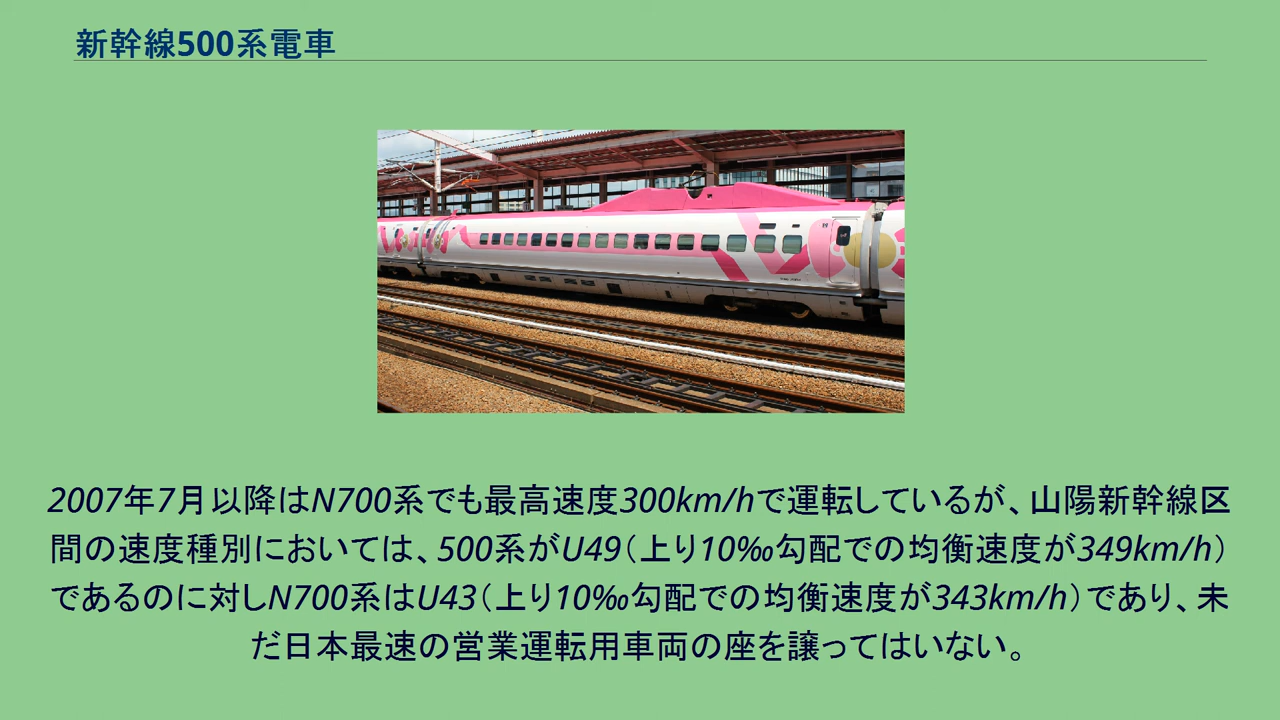 新幹線500系電車
2007年7月以降はN700系でも最高速度300km/hで運転しているが、山陽新幹線区
間の速度種別においては、500系がU49（上り10‰勾配での均衡速度が349km/h）
であるのに対しN700系はU43（上り10‰勾配での均衡速度が343km/h）であり、未
だ日本最速の営業運転用車両の座を譲ってはいない。